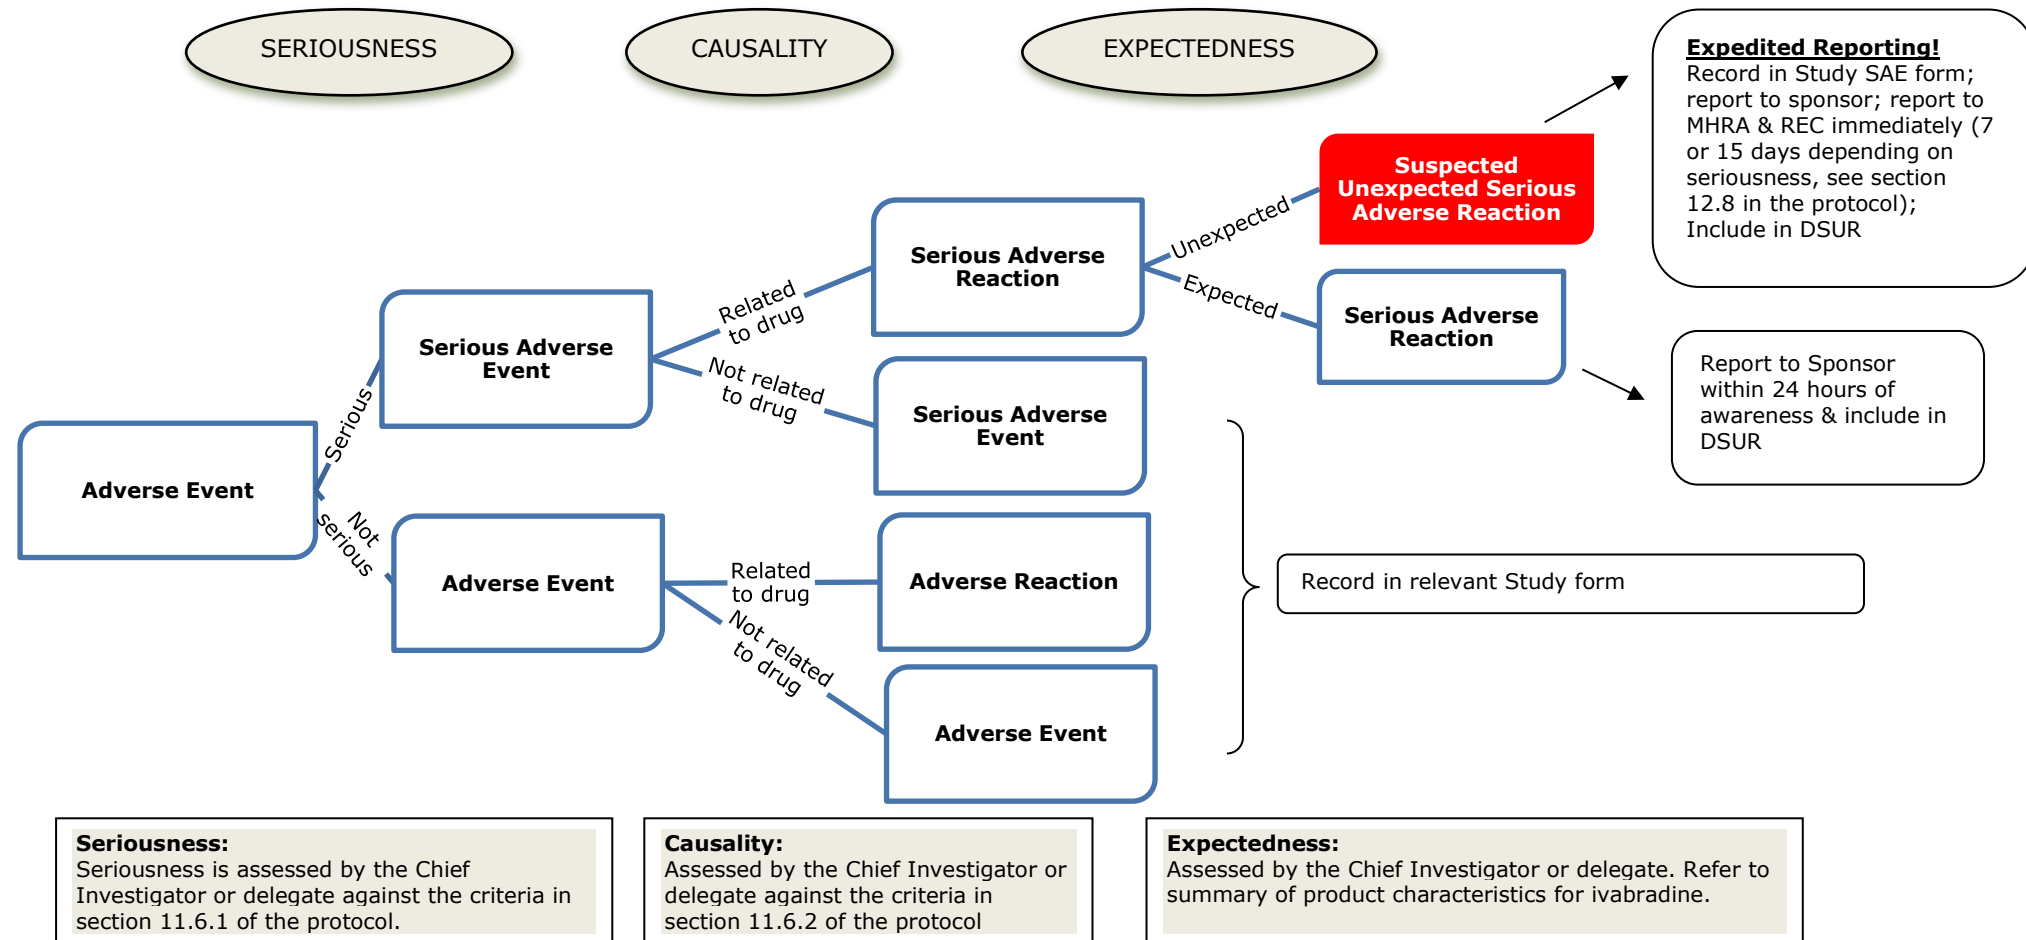 SERIOUSNESS
CAUSALITY
EXPECTEDNESS
Expedited Reporting!
Record in Study SAE form;
report to sponsor; report to
MHRA & REC immediately (7
or 15 days depending on
seriousness, see section
12.8 in the protocol);
Include in DSUR
Suspected
Unexpected Serious
Adverse Reaction
Unexpected
Serious Adverse
Reaction
Expected
Serious Adverse
Reaction
Related
to drug
Serious Adverse
Event
Not related
to drug
Serious Adverse
Event
Report to Sponsor
within 24 hours of
awareness & include in
DSUR
Serious
Adverse Event
Not
serious
Adverse Event
Related
to drug
Adverse Reaction
Record in relevant Study form
Not related
to drug
Adverse Event
Seriousness:
Seriousness is assessed by the Chief
Investigator or delegate against the criteria in
section 11.6.1 of the protocol.
Causality:
Assessed by the Chief Investigator or
delegate against the criteria in
section 11.6.2 of the protocol
Expectedness:
Assessed by the Chief Investigator or delegate. Refer to
summary of product characteristics for ivabradine.